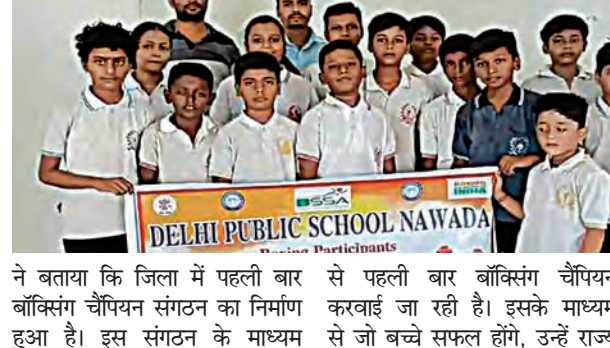 BSSA
INDIA
DELHI PUBLIC SCHOOL NAWADA
Boxing Participants
ने बताया कि जिला में पहली बार
बॉक्सिंग चैंपियन संगठन का निर्माण
हुआ है। इस संगठन के माध्यम
से पहली बार बॉक्सिंग चैंपियन
करवाई जा रही है। इसके माध्यम
से जो बच्चे सफल होंगे, उन्हें राज्य